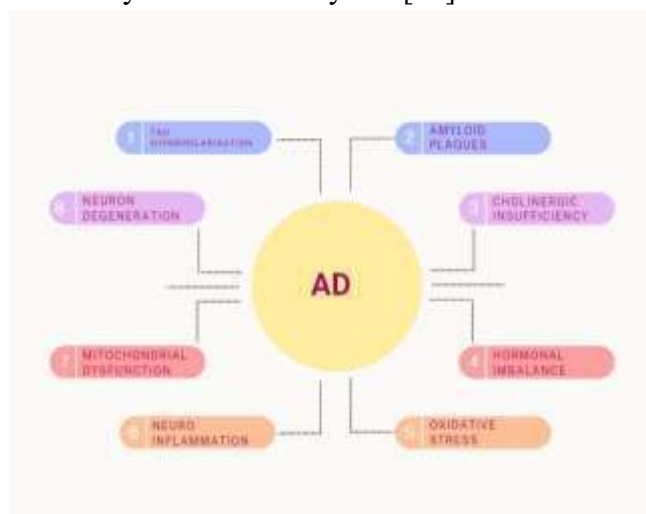 1
TAU
HYPERPOLARISATION
2
AMYLOID
PLAQUES
8
NEURON
DEGENERATION
3
CHOLINERGIC
INSUFFICIENCY
AD
7
MITOCHONDRIAL
DYSFUNCTION
4
HORMONAL
IMBALANCE
6
NEURO
INFLAMMATION
5
OXIDATIVE
STRESS